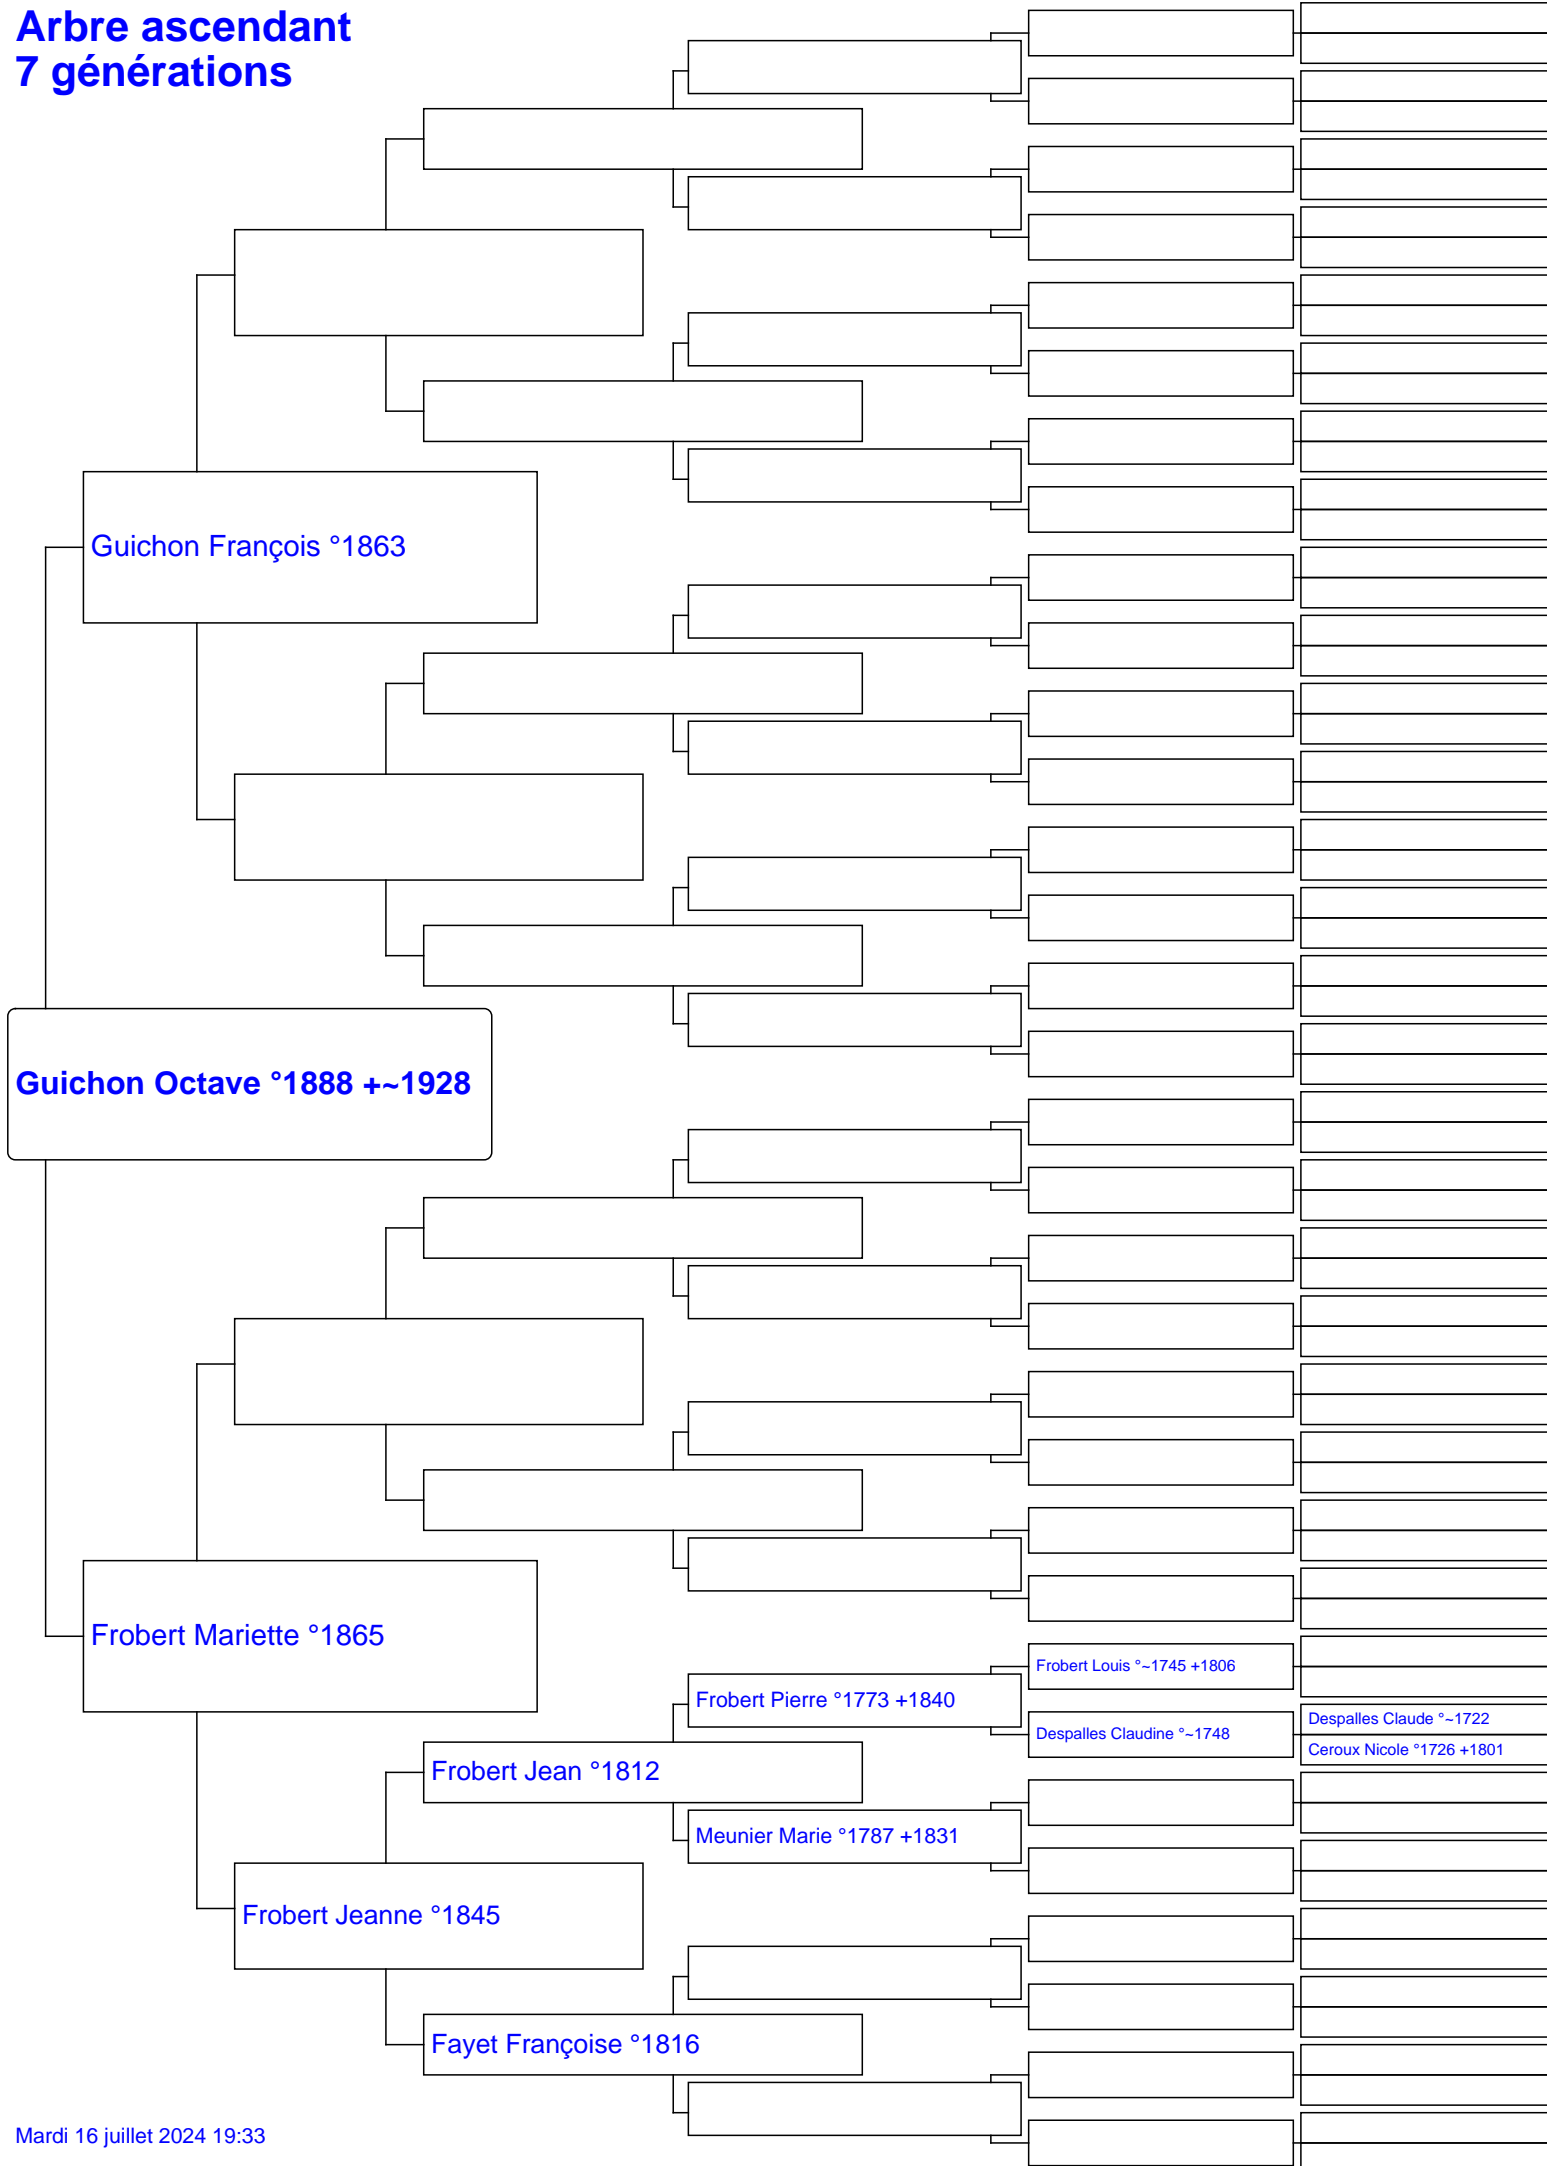 Arbre ascendant
7 générations
Guichon François °1863
Guichon Octave °1888 +~1928
Frobert Mariette °1865
Frobert Louis °~1745 +1806
Frobert Pierre °1773 +1840
Despalles Claude °~1722
Despalles Claudine °~1748
Ceroux Nicole °1726 +1801
Frobert Jean °1812
Meunier Marie °1787 +1831
Frobert Jeanne °1845
Fayet Françoise °1816
Mardi 16 juillet 2024 19:33